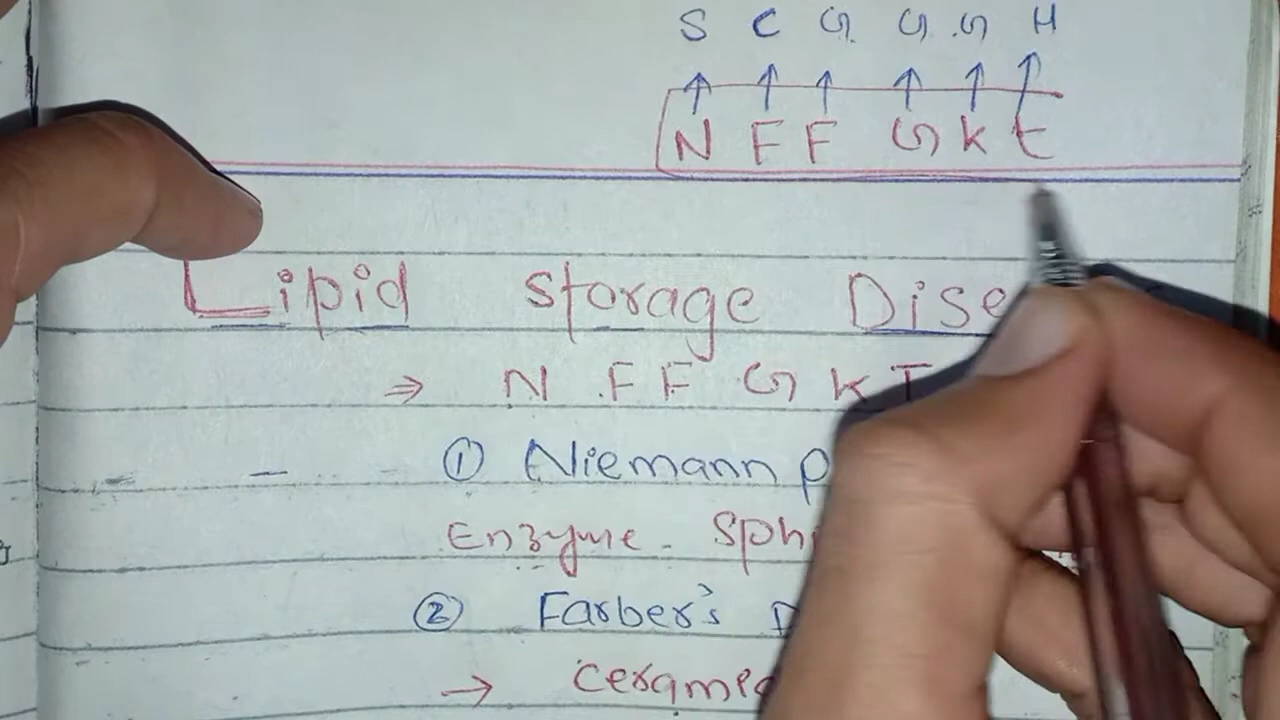 S C G G G H
N F F G K t
Lipid storage Dise
⇒ N F F G K T
① Niemann p
Enzyme - Sph
② Farber's D
→ Ceramid